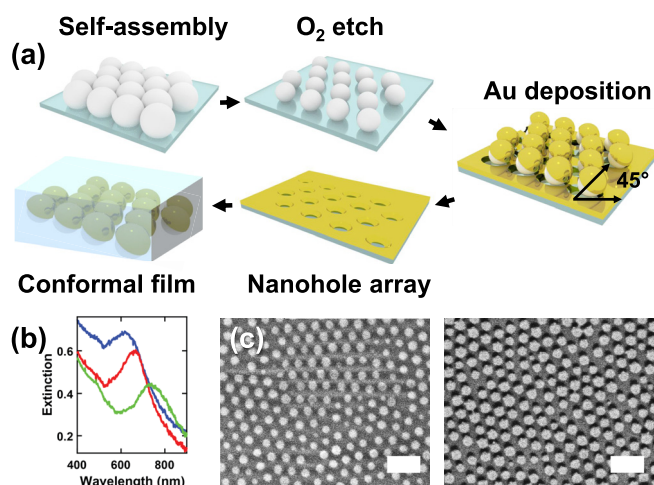 Self-assembly
O₂ etch
(a)
Au deposition
45°
Conformal film
Nanohole array
(b)
(c)
Extinction
0.6
0.4
0.2
400
600
800
Wavelength (nm)